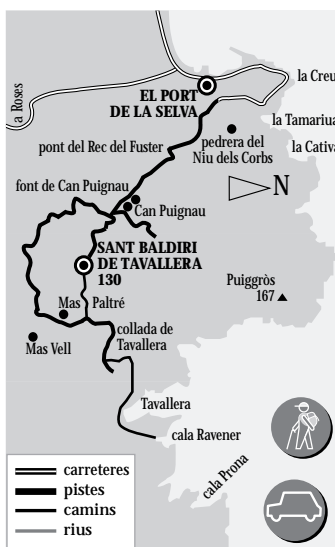 la Creu
a Roses
EL PORT
DE LA SELVA
la Tamariua
la Cativa
pedrera del
Niu dels Corbs
pont del Rec del Fuster
N
font de Can Puignau
Can Puignau
SANT BALDIRI
DE TAVALLERA
130
Puiggròs
167
Mas Paltré
collada de
Tavallera
Mas Vell
Tavallera
cala Ravener
cala Prona
carreteres
pistes
camins
rius